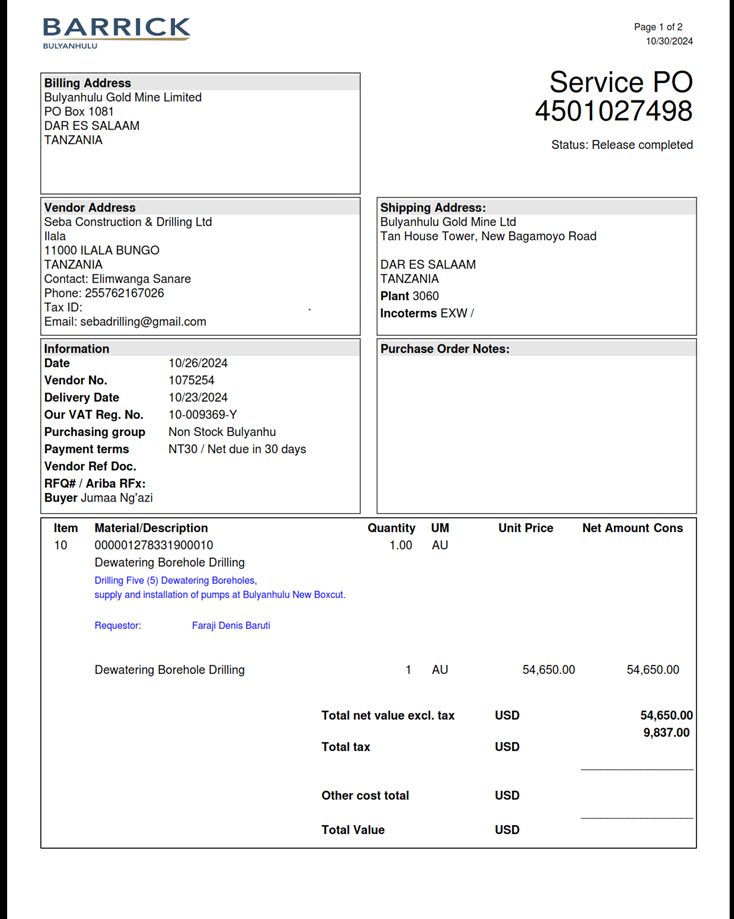 BARRICK
BULYANHULU
Page 1 of 2
10/30/2024
Service PO
4501027498
Status: Release completed
Billing Address
Bulyanhulu Gold Mine Limited
PO Box 1081
DAR ES SALAAM
TANZANIA
Vendor Address
Seba Construction & Drilling Ltd
Ilala
11000 ILALA BUNGO
TANZANIA
Contact: Elimwanga Sanare
Phone: 255762167026
Tax ID:
Email: sebadrilling@gmail.com
Shipping Address:
Bulyanhulu Gold Mine Ltd
Tan House Tower, New Bagamoyo Road
DAR ES SALAAM
TANZANIA
Plant 3060
Incoterms EXW /
Information
Date 10/26/2024
Vendor No. 1075254
Delivery Date 10/23/2024
Our VAT Reg. No. 10-009369-Y
Purchasing group Non Stock Bulyanhu
Payment terms NT30 / Net due in 30 days
Vendor Ref Doc.
RFQ# / Ariba RFx:
Buyer Jumaa Ng'azi
Purchase Order Notes:
Item Material/Description Quantity UM Unit Price Net Amount Cons
10 000001278331900010 1.00 AU
Dewatering Borehole Drilling
Drilling Five (5) Dewatering Boreholes,
supply and installation of pumps at Bulyanhulu New Boxcut.
Requestor: Faraji Denis Baruti
Dewatering Borehole Drilling 1 AU 54,650.00 54,650.00
Total net value excl. tax USD 54,650.00
9,837.00
Total tax USD
Other cost total USD
Total Value USD